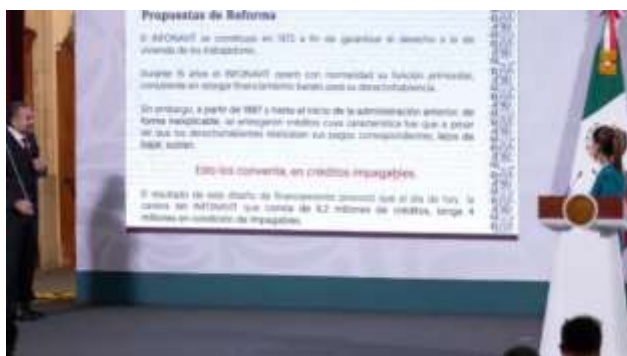 Propuestas de Reforma
El INFONAVIT se constituye en 1972 a fin de garantizar el derecho a la de
vivienda de los trabajadores.
Durante 15 años el INFONAVIT operó con normalidad su función primordial,
consistente en otorgar financiamiento barato para su derechohabiencia.
Sin embargo, a partir de 1987 y hasta el inicio de la administración anterior, de
forma inexplicable, se entregaron créditos cuya característica fue que a pesar
de que los derechohabientes realizaban sus pagos correspondientes, lejos de
bajar, subían.
Esto los convertía, en créditos impagables.
El resultado de este diseño de financiamiento provocó que al día de hoy, la
cartera del INFONAVIT que consta de 6.2 millones de créditos, tenga 4
millones en condición de impagables.